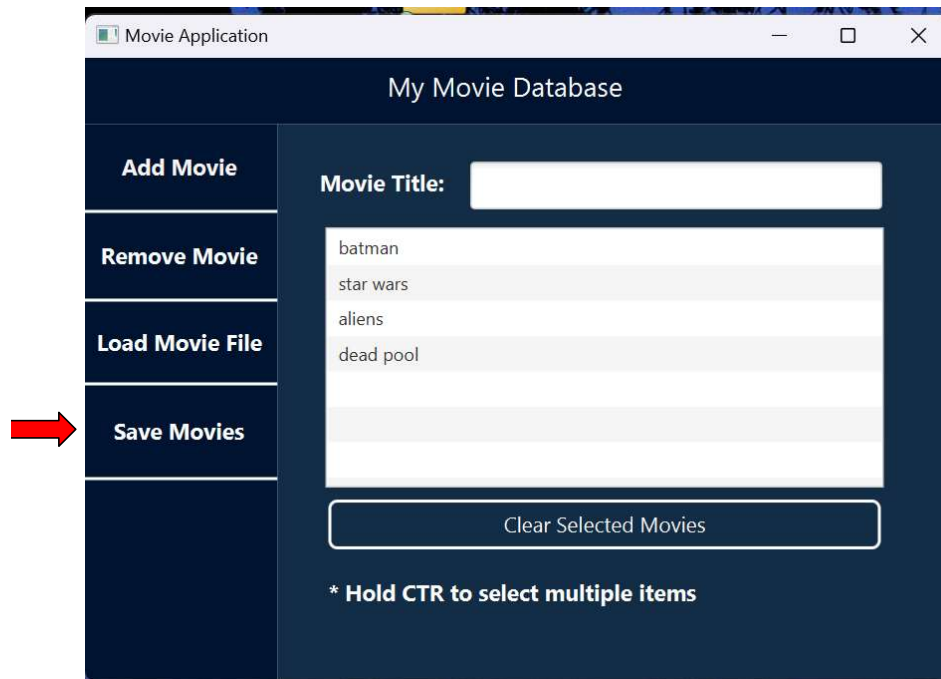 Movie Application
My Movie Database
Add Movie
Remove Movie
Load Movie File
Save Movies
Movie Title:
batman
star wars
aliens
dead pool
Clear Selected Movies
* Hold CTR to select multiple items